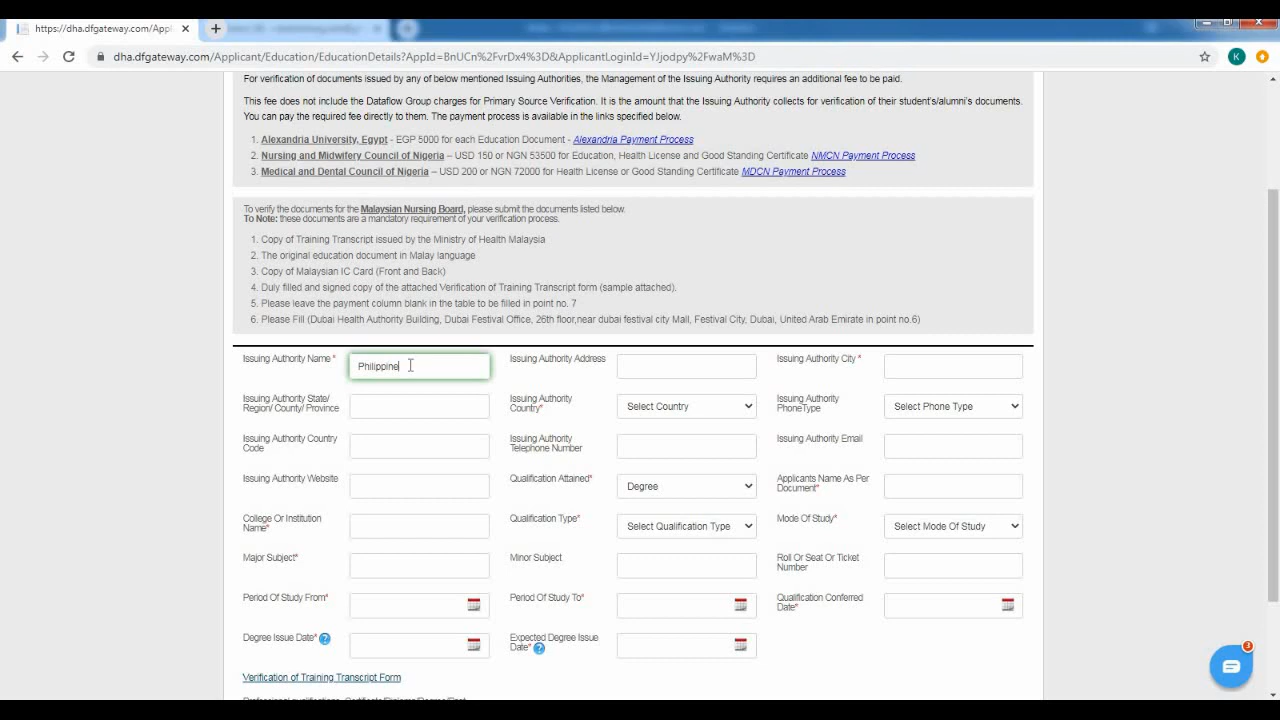 https://dha.dfgateway.com/Appl
dha.dfgateway.com/Applicant/Education/EducationDetails?AppId=BnUCn%2FvrDx4%3D&ApplicantLoginId=YJjodpy%2FwaM%3D
K
For verification of documents issued by any of below mentioned Issuing Authorities, the Management of the Issuing Authority requires an additional fee to be paid.
This fee does not include the Dataflow Group charges for Primary Source Verification. It is the amount that the Issuing Authority collects for verification of their student's/alumni's documents.
You can pay the required fee directly to them. The payment process is available in the links specified below.
1. Alexandria University, Egypt - EGP 5000 for each Education Document - Alexandria Payment Process
2. Nursing and Midwifery Council of Nigeria – USD 150 or NGN 53500 for Education, Health License and Good Standing Certificate NMCN Payment Process
3. Medical and Dental Council of Nigeria – USD 200 or NGN 72000 for Health License or Good Standing Certificate MDCN Payment Process
To verify the documents for the Malaysian Nursing Board, please submit the documents listed below.
To Note: these documents are a mandatory requirement of your verification process.
1. Copy of Training Transcript issued by the Ministry of Health Malaysia
2. The original education document in Malay language
3. Copy of Malaysian IC Card (Front and Back)
4. Duly filled and signed copy of the attached Verification of Training Transcript form (sample attached).
5. Please leave the payment column blank in the table to be filled in point no. 7
6. Please Fill (Dubai Health Authority Building, Dubai Festival Office, 26th floor,near dubai festival city Mall, Festival City, Dubai, United Arab Emirate in point no.6)
Issuing Authority Name * Philippine Issuing Authority Address Issuing Authority City *
Issuing Authority State/ Region/ County/ Province Issuing Authority Country* Select Country Issuing Authority PhoneType Select Phone Type
Issuing Authority Country Code Issuing Authority Telephone Number Issuing Authority Email
Issuing Authority Website Qualification Attained* Degree Applicants Name As Per Document*
College Or Institution Name* Qualification Type* Select Qualification Type Mode Of Study* Select Mode Of Study
Major Subject* Minor Subject Roll Or Seat Or Ticket Number
Period Of Study From* Period Of Study To* Qualification Conferred Date*
Degree Issue Date* ? Expected Degree Issue Date* ?
3
Verification of Training Transcript Form